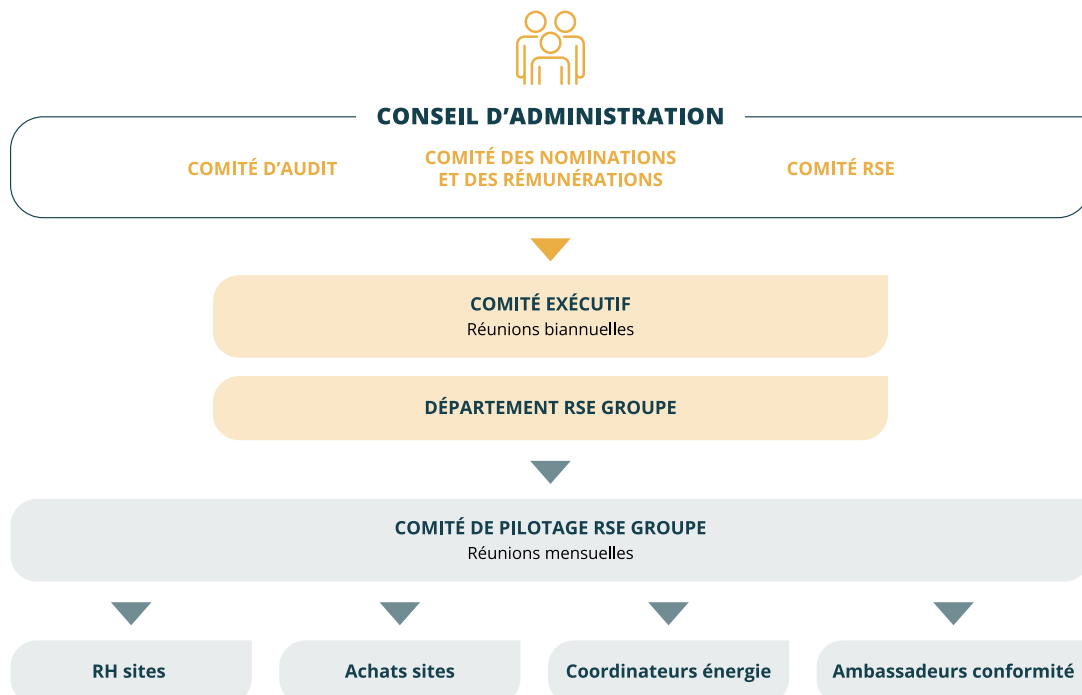 CONSEIL D’ADMINISTRATION
COMITÉ D’AUDIT
COMITÉ DES NOMINATIONS
ET DES RÉMUNÉRATIONS
COMITÉ RSE
COMITÉ EXÉCUTIF
Réunions biannuelles
DÉPARTEMENT RSE GROUPE
COMITÉ DE PILOTAGE RSE GROUPE
Réunions mensuelles
RH sites
Achats sites
Coordinateurs énergie
Ambassadeurs conformité